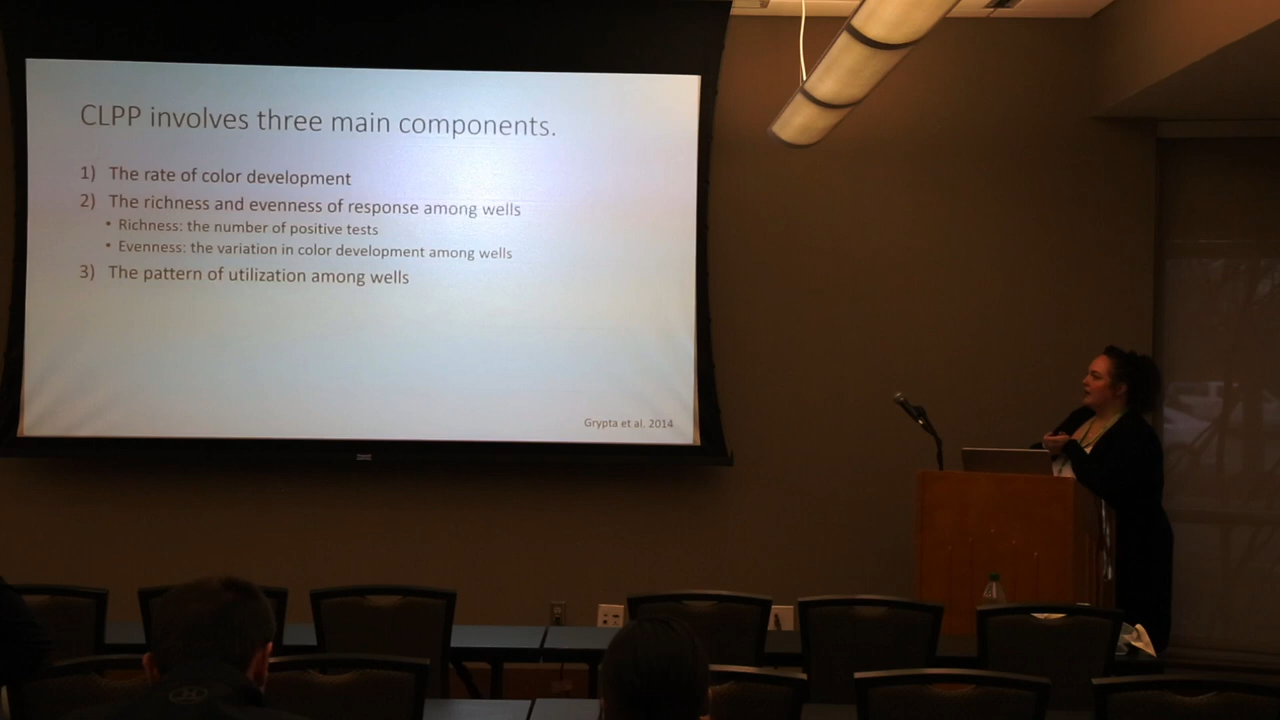 CLPP involves three main components.
1) The rate of color development
2) The richness and evenness of response among wells
• Richness: the number of positive tests
• Evenness: the variation in color development among wells
3) The pattern of utilization among wells
Grypta et al. 2014